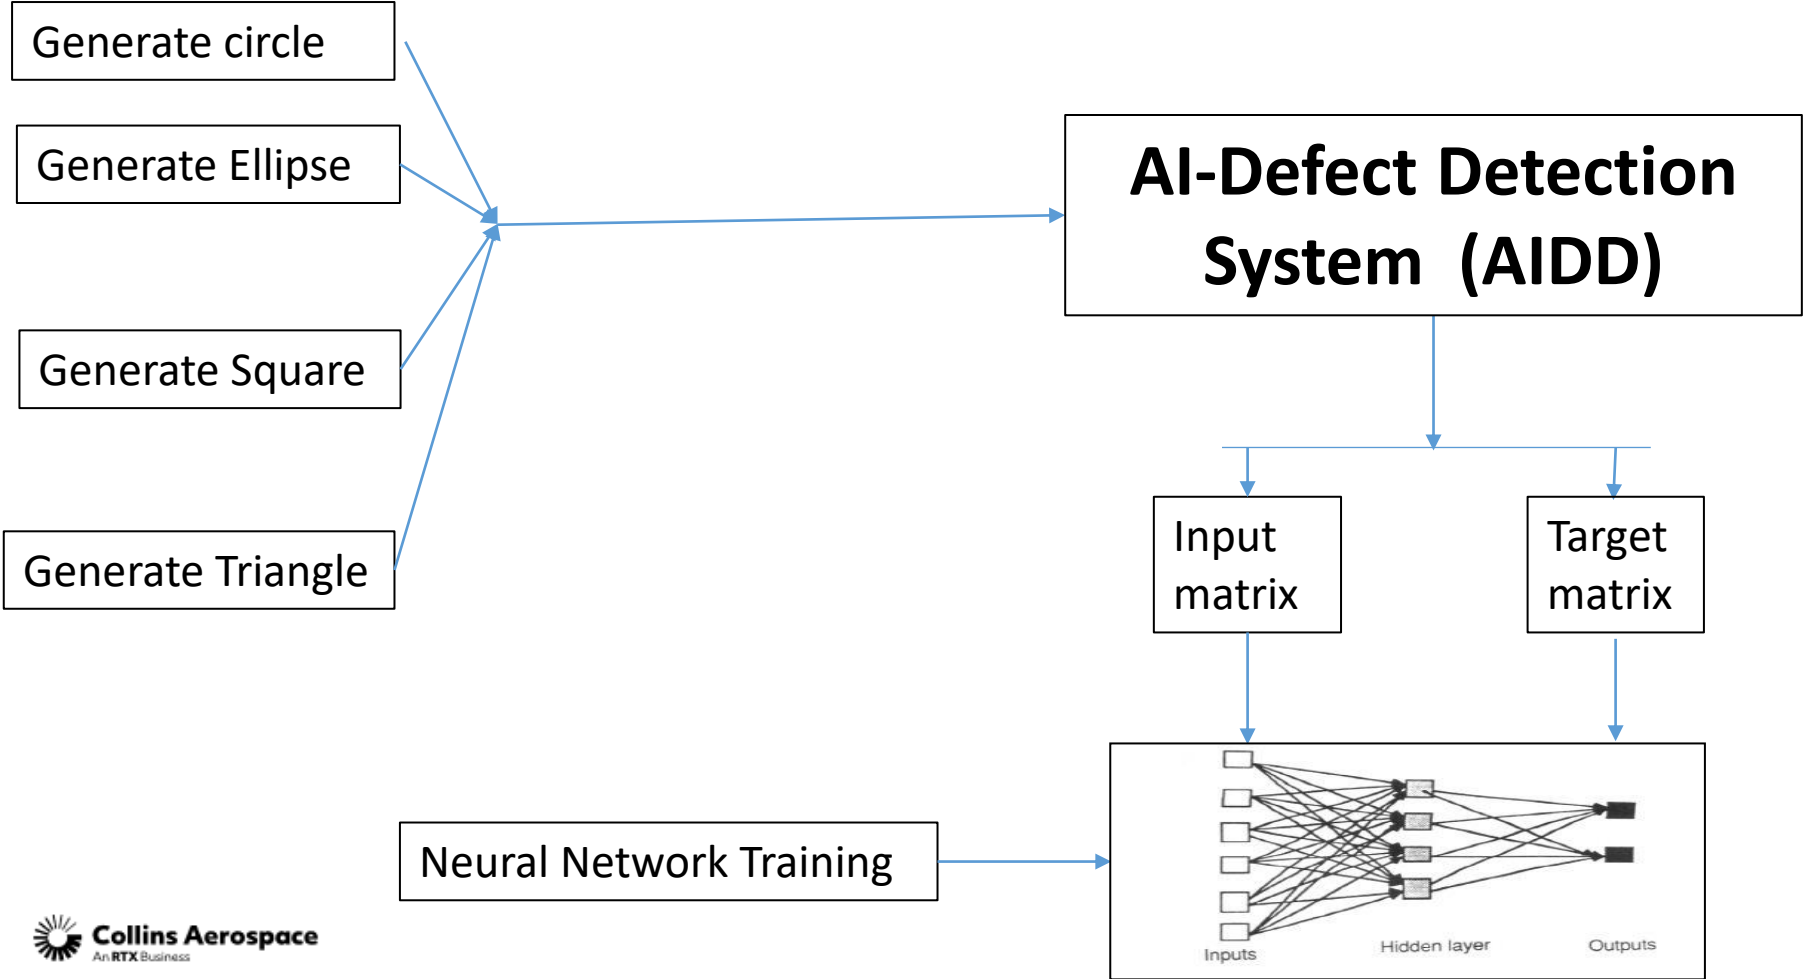 Generate circle
Generate Ellipse
Generate Square
Generate Triangle
AI-Defect Detection
System (AIDD)
Input
matrix
Target
matrix
Neural Network Training
Inputs
Hidden layer
Outputs
Collins Aerospace
An RTX Business